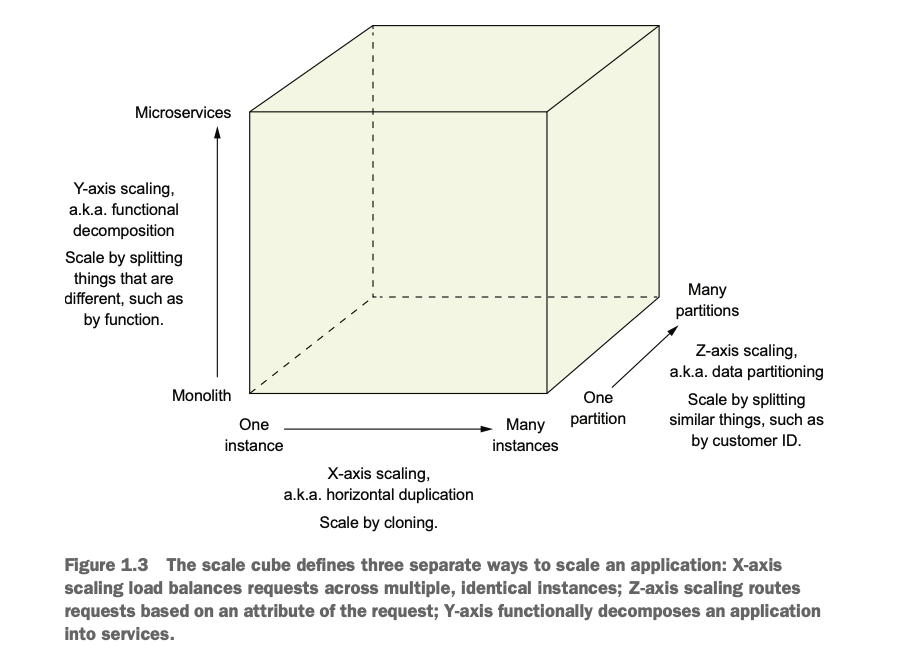 Microservices
Y-axis scaling,
a.k.a. functional
decomposition
Scale by splitting
things that are
different, such as
by function.
Monolith
One
instance
Many
instances
X-axis scaling,
a.k.a. horizontal duplication
Scale by cloning.
One
partition
Many
partitions
Z-axis scaling,
a.k.a. data partitioning
Scale by splitting
similar things, such as
by customer ID.
Figure 1.3 The scale cube defines three separate ways to scale an application: X-axis
scaling load balances requests across multiple, identical instances; Z-axis scaling routes
requests based on an attribute of the request; Y-axis functionally decomposes an application
into services.